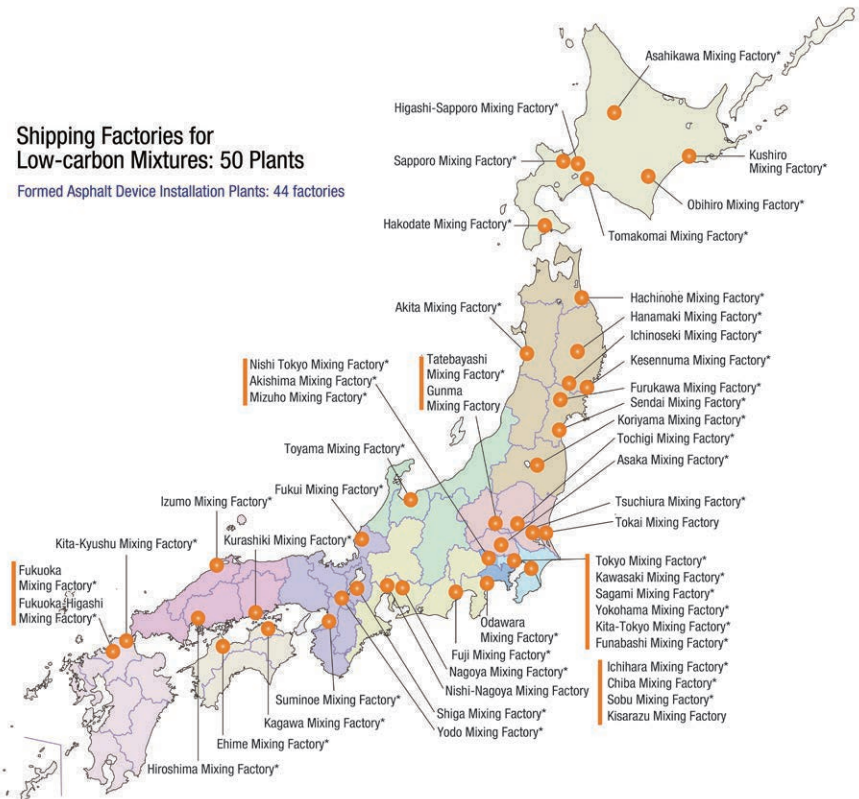 Shipping Factories for
Low-carbon Mixtures: 50 Plants
Formed Asphalt Device Installation Plants: 44 factories
Asahikawa Mixing Factory*
Higashi-Sapporo Mixing Factory*
Sapporo Mixing Factory*
Kushiro
Mixing Factory*
Obihiro Mixing Factory*
Hakodate Mixing Factory*
Tomakomai Mixing Factory*
Akita Mixing Factory*
Hachinohe Mixing Factory*
Hanamaki Mixing Factory*
Ichinoseki Mixing Factory*
Kesennuma Mixing Factory*
Furukawa Mixing Factory*
Sendai Mixing Factory*
Koriyama Mixing Factory*
Tochigi Mixing Factory*
Asaka Mixing Factory*
Tsuchiura Mixing Factory*
Tokai Mixing Factory
Nishi Tokyo Mixing Factory*
Akishima Mixing Factory*
Mizuho Mixing Factory*
Tatebayashi
Mixing Factory*
Gunma
Mixing Factory
Toyama Mixing Factory*
Fukui Mixing Factory*
Izumo Mixing Factory*
Kita-Kyushu Mixing Factory*
Kurashiki Mixing Factory*
Fukuoka
Mixing Factory*
Fukuoka-Higashi
Mixing Factory*
Tokyo Mixing Factory*
Kawasaki Mixing Factory*
Sagami Mixing Factory*
Yokohama Mixing Factory*
Kita-Tokyo Mixing Factory*
Funabashi Mixing Factory*
Ichihara Mixing Factory*
Chiba Mixing Factory*
Sobu Mixing Factory*
Kisarazu Mixing Factory
Odawara
Mixing Factory*
Fuji Mixing Factory*
Nagoya Mixing Factory*
Nishi-Nagoya Mixing Factory
Suminoe Mixing Factory*
Shiga Mixing Factory*
Kagawa Mixing Factory*
Yodo Mixing Factory*
Ehime Mixing Factory*
Hiroshima Mixing Factory*